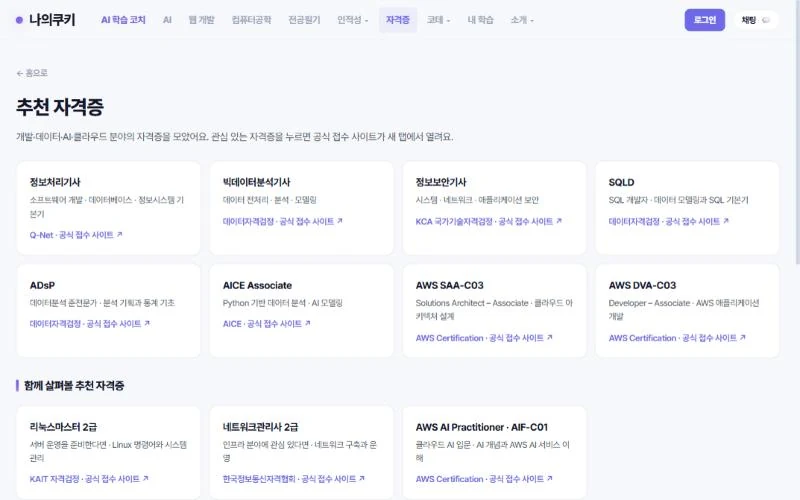 나의쿠키
AI 학습 코치
AI
웹 개발
컴퓨터공학
전공필기
인적성
자격증
코테
내 학습
소개
로그인
채팅
← 홈으로
추천 자격증
개발·데이터·AI·클라우드 분야의 자격증을 모았어요. 관심 있는 자격증을 누르면 공식 접수 사이트가 새 탭에서 열려요.
정보처리기사
소프트웨어 개발 · 데이터베이스 · 정보시스템 기
본기
Q-Net · 공식 접수 사이트 ↗
빅데이터분석기사
데이터 전처리 · 분석 · 모델링
데이터자격검정 · 공식 접수 사이트 ↗
정보보안기사
시스템 · 네트워크 · 애플리케이션 보안
KCA 국가기술자격검정 · 공식 접수 사이트 ↗
SQLD
SQL 개발자 · 데이터 모델링과 SQL 기본기
데이터자격검정 · 공식 접수 사이트 ↗
ADsP
데이터분석 준전문가 · 분석 기획과 통계 기초
데이터자격검정 · 공식 접수 사이트 ↗
AICE Associate
Python 기반 데이터 분석 · AI 모델링
AICE · 공식 접수 사이트 ↗
AWS SAA-C03
Solutions Architect – Associate · 클라우드 아
키텍처 설계
AWS Certification · 공식 접수 사이트 ↗
AWS DVA-C03
Developer – Associate · AWS 애플리케이션
개발
AWS Certification · 공식 접수 사이트 ↗
함께 살펴볼 추천 자격증
리눅스마스터 2급
서버 운영을 준비한다면 · Linux 명령어와 시스템
관리
KAIT 자격검정 · 공식 접수 사이트 ↗
네트워크관리사 2급
인프라 분야에 관심 있다면 · 네트워크 구축과 운
영
한국정보통신자격협회 · 공식 접수 사이트 ↗
AWS AI Practitioner · AIF-C01
클라우드 AI 입문 · AI 개념과 AWS AI 서비스 이
해
AWS Certification · 공식 접수 사이트 ↗